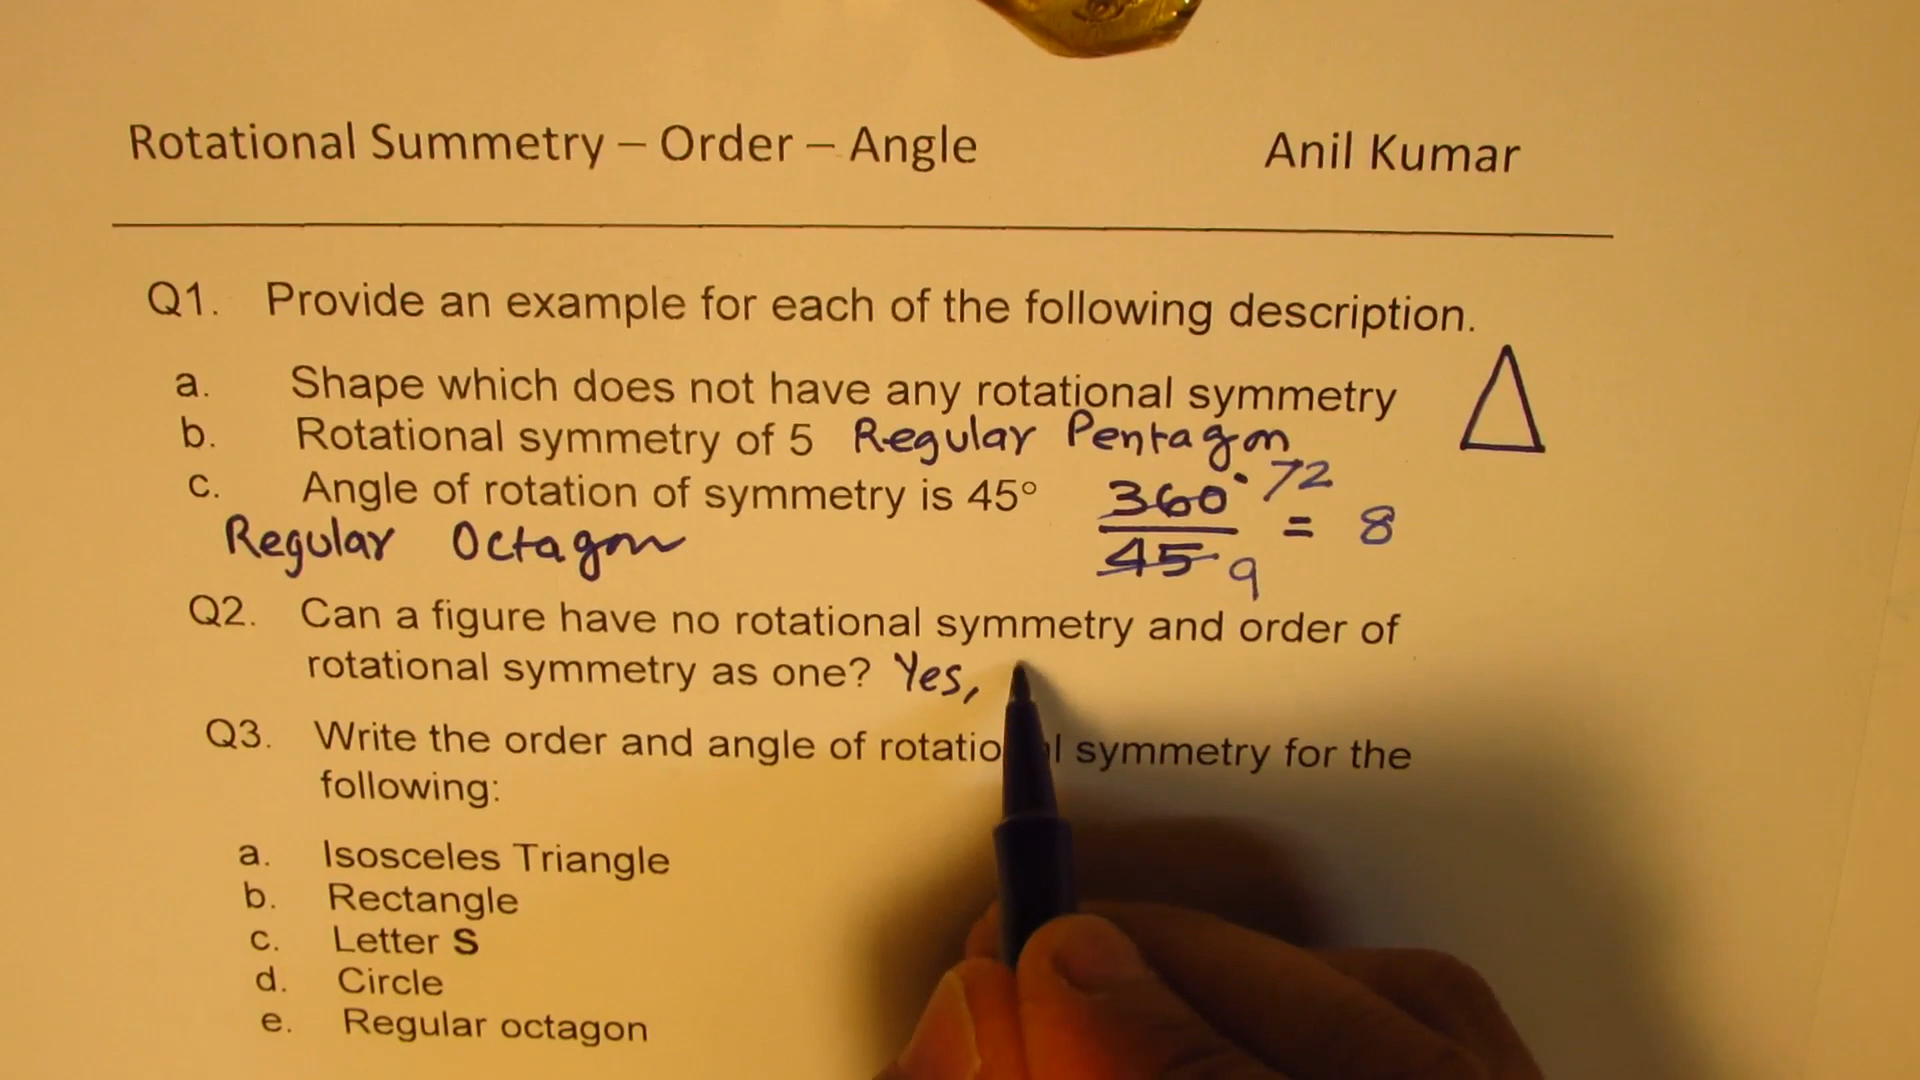 Rotational Summetry – Order – Angle Anil Kumar
Q1. Provide an example for each of the following description.
a. Shape which does not have any rotational symmetry
b. Rotational symmetry of 5 Regular Pentagon
c. Angle of rotation of symmetry is 45° 360° 72
= 8
45 9
Regular Octagon
Q2. Can a figure have no rotational symmetry and order of
rotational symmetry as one? Yes,
Q3. Write the order and angle of rotatio l symmetry for the
following:
a. Isosceles Triangle
b. Rectangle
c. Letter S
d. Circle
e. Regular octagon